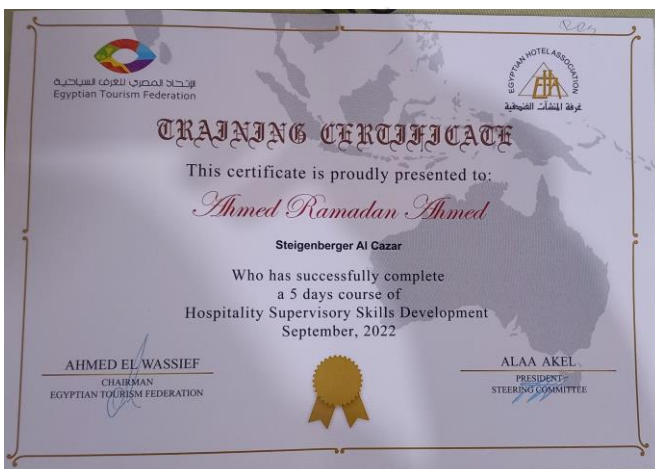 الإتحاد المصري للغرف السياحية
Egyptian Tourism Federation
EGYPTIAN HOTEL ASSOCIATION
EHA
غرفة المنشآت الفندقية
TRAINING CERTIFICATE
This certificate is proudly presented to:
Ahmed Ramadan Ahmed
Steigenberger Al Cazar
Who has successfully complete
a 5 days course of
Hospitality Supervisory Skills Development
September, 2022
AHMED EL WASSIEF
CHAIRMAN
EGYPTIAN TOURISM FEDERATION
ALAA AKEL
PRESIDENT
STEERING COMMITTEE